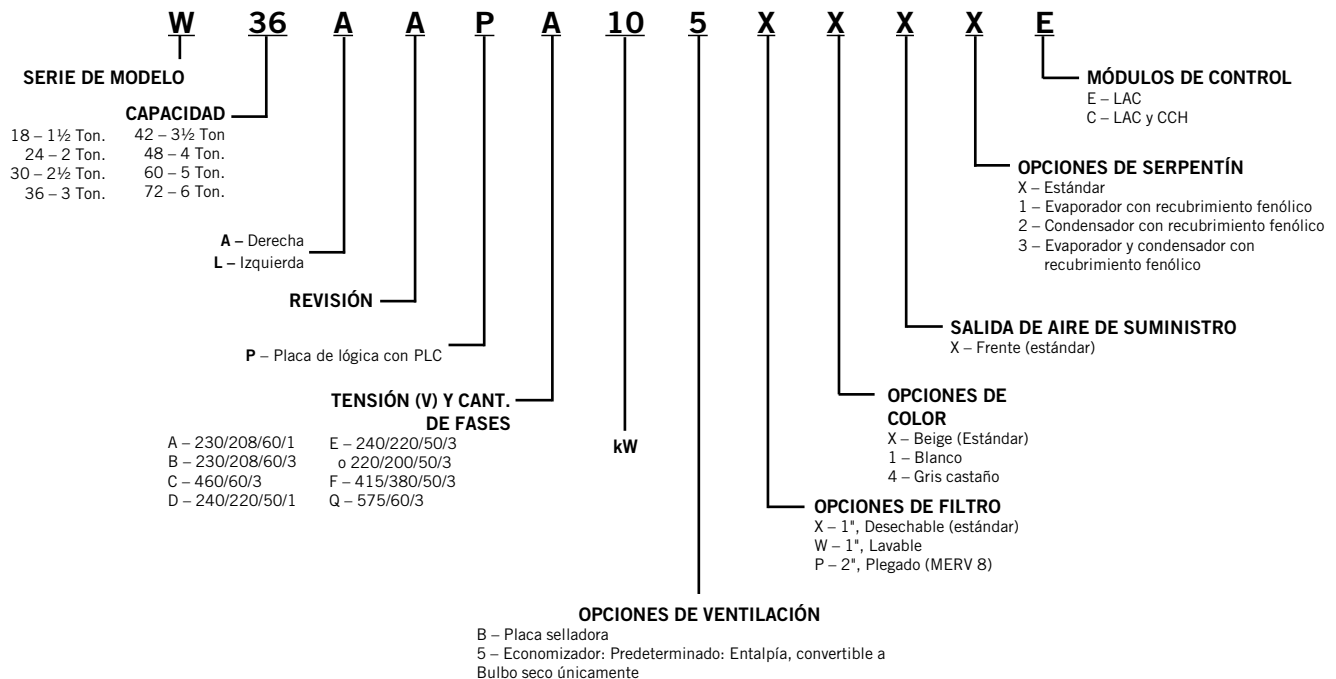 W 36 A A P A 10 5 X X X X E
SERIE DE MODELO
CAPACIDAD
18 – 1½ Ton. 42 – 3½ Ton
24 – 2 Ton. 48 – 4 Ton.
30 – 2½ Ton. 60 – 5 Ton.
36 – 3 Ton. 72 – 6 Ton.
A – Derecha
L – Izquierda
REVISIÓN
P – Placa de lógica con PLC
TENSIÓN (V) Y CANT.
DE FASES
A – 230/208/60/1 E – 240/220/50/3
B – 230/208/60/3 o 220/200/50/3
C – 460/60/3 F – 415/380/50/3
D – 240/220/50/1 Q – 575/60/3
kW
OPCIONES DE VENTILACIÓN
B – Placa selladora
5 – Economizador: Predeterminado: Entalpía, convertible a
Bulbo seco únicamente
OPCIONES DE FILTRO
X – 1", Desechable (estándar)
W – 1", Lavable
P – 2", Plegado (MERV 8)
OPCIONES DE
COLOR
X – Beige (Estándar)
1 – Blanco
4 – Gris castaño
SALIDA DE AIRE DE SUMINISTRO
X – Frente (estándar)
OPCIONES DE SERPENTÍN
X – Estándar
1 – Evaporador con recubrimiento fenólico
2 – Condensador con recubrimiento fenólico
3 – Evaporador y condensador con
recubrimiento fenólico
MÓDULOS DE CONTROL
E – LAC
C – LAC y CCH